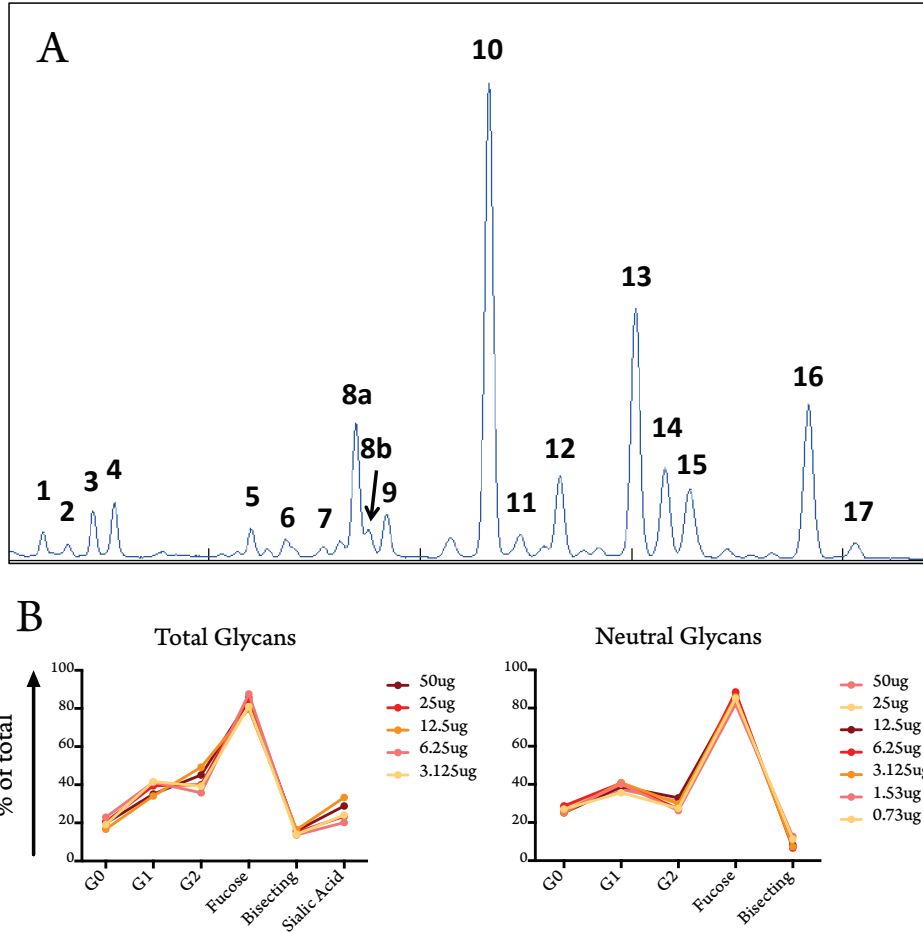 A
1
2
3
4
5
6
7
8a
8b
9
10
11
12
13
14
15
16
17
B
Total Glycans
% of total
100
80
60
40
20
0
G0
G1
G2
Fucose
Bisecting
Sialic Acid
50ug
25ug
12.5ug
6.25ug
3.125ug
Neutral Glycans
100
80
60
40
20
0
G0
G1
G2
Fucose
Bisecting
50ug
25ug
12.5ug
6.25ug
3.125ug
1.53ug
0.73ug